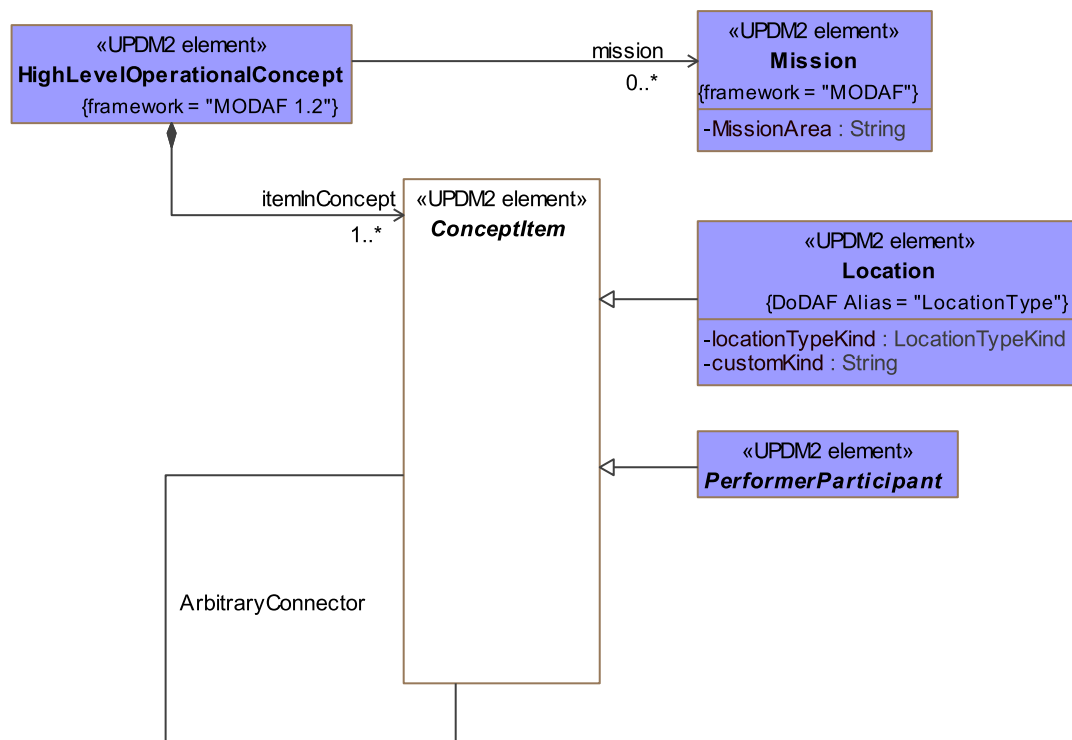 «UPDM2 element»
HighLevelOperationalConcept
{framework = "MODAF 1.2"}
mission
0..*
«UPDM2 element»
Mission
{framework = "MODAF"}
-MissionArea : String
itemInConcept
1..*
«UPDM2 element»
ConceptItem
«UPDM2 element»
Location
{DoDAF Alias = "LocationType"}
-locationTypeKind : LocationTypeKind
-customKind : String
«UPDM2 element»
PerformerParticipant
ArbitraryConnector